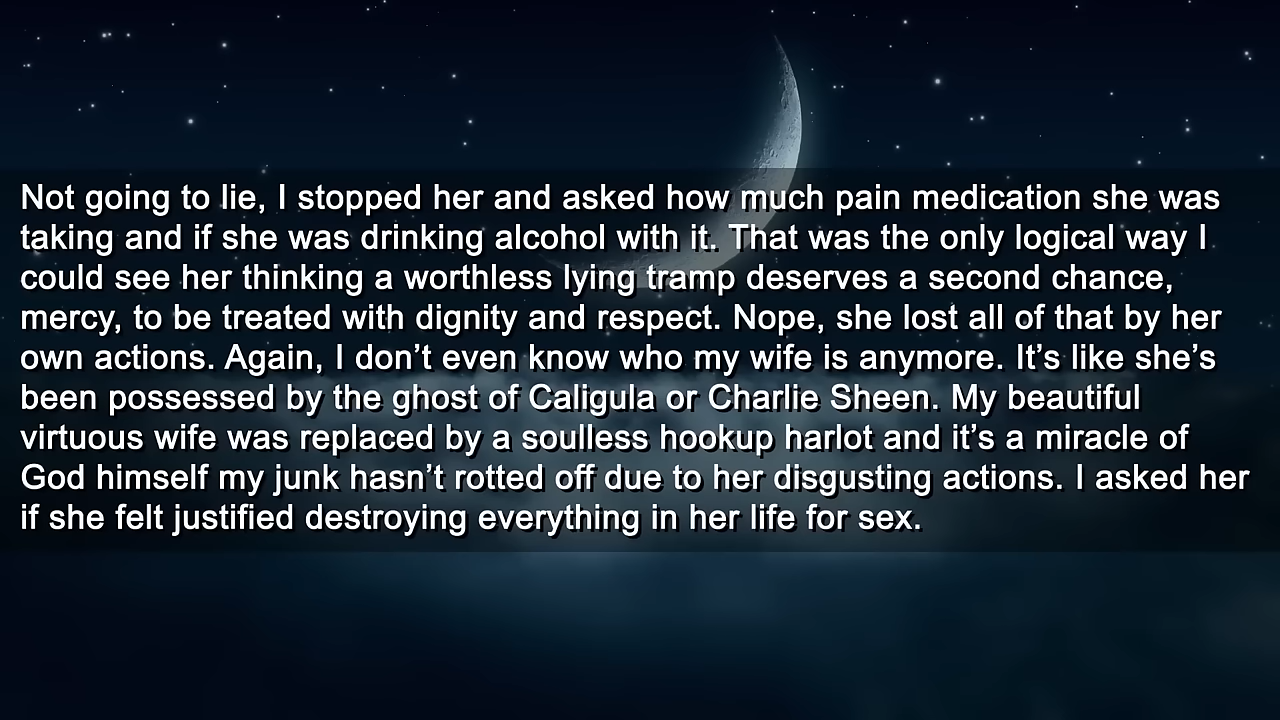 Not going to lie, I stopped her and asked how much pain medication she was
taking and if she was drinking alcohol with it. That was the only logical way I
could see her thinking a worthless lying tramp deserves a second chance,
mercy, to be treated with dignity and respect. Nope, she lost all of that by her
own actions. Again, I don’t even know who my wife is anymore. It’s like she’s
been possessed by the ghost of Caligula or Charlie Sheen. My beautiful
virtuous wife was replaced by a soulless hookup harlot and it’s a miracle of
God himself my junk hasn’t rotted off due to her disgusting actions. I asked her
if she felt justified destroying everything in her life for sex.